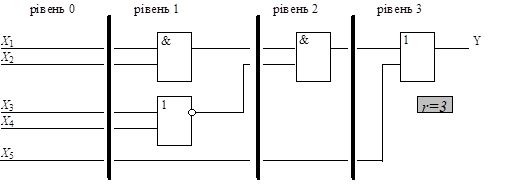 рівень 0 рівень 1 рівень 2 рівень 3
X1 & & 1 Y
X2
X3 1
X4
r=3
X5